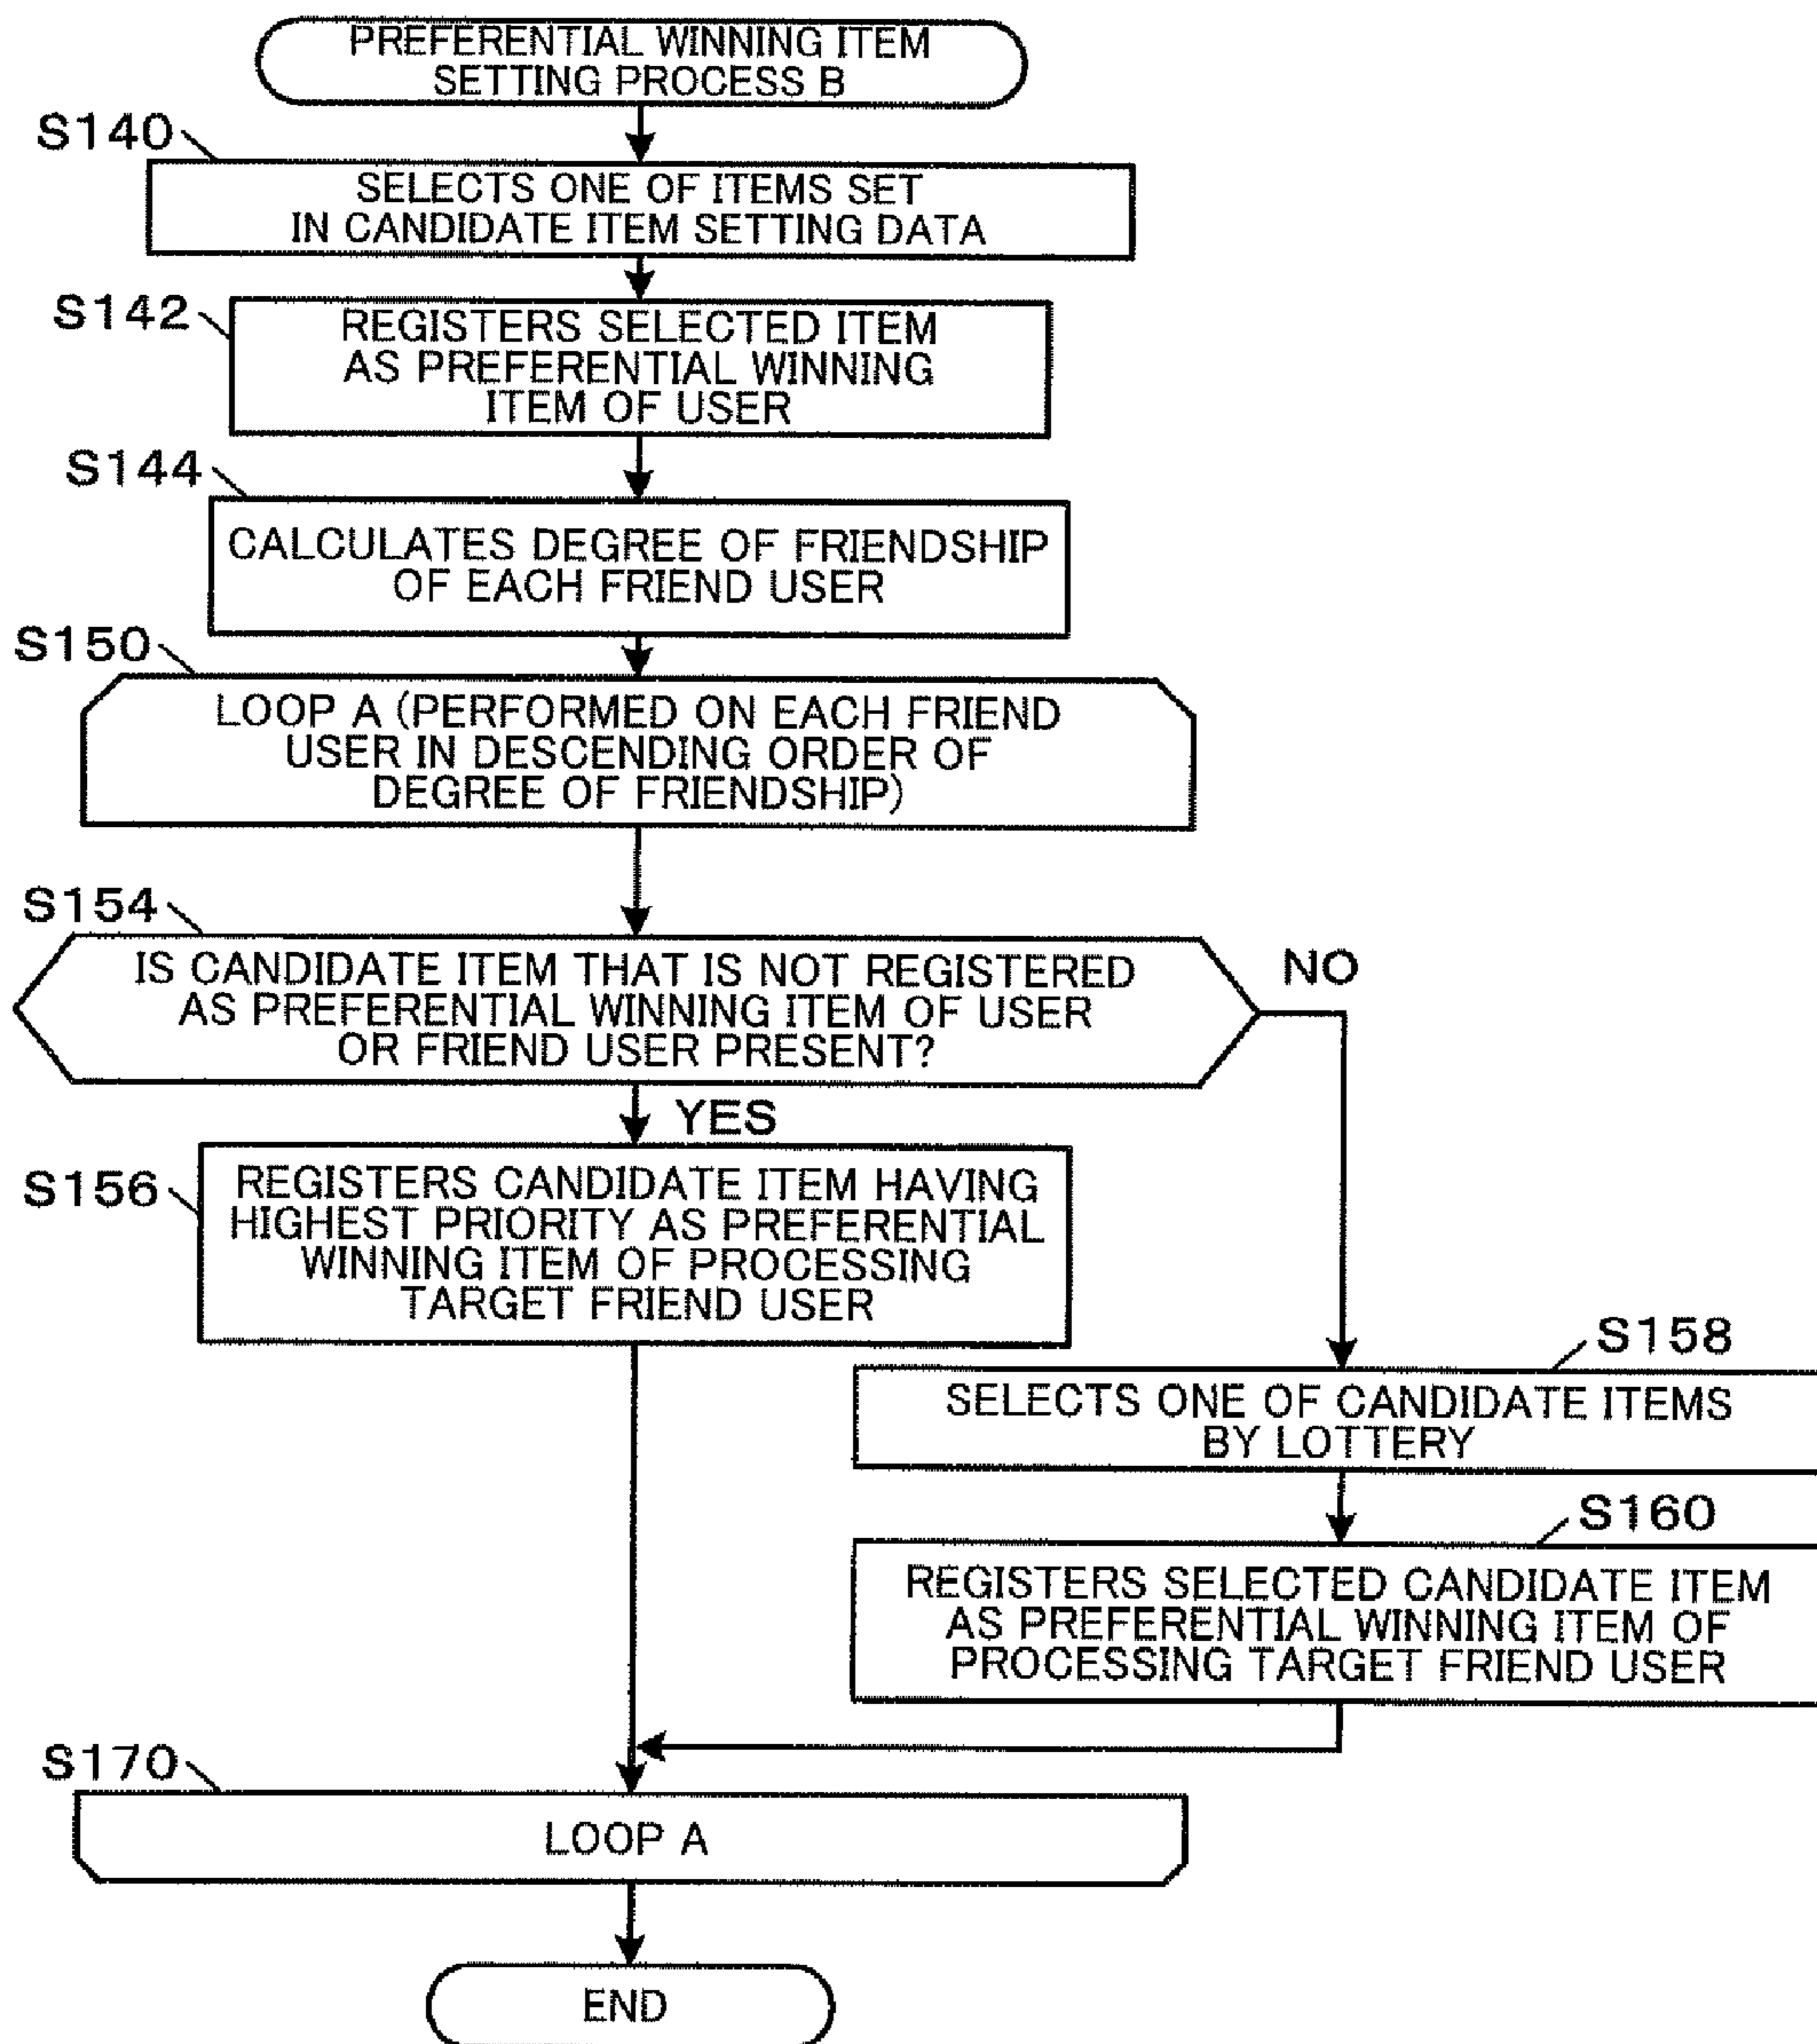 PREFERENTIAL WINNING ITEM
SETTING PROCESS B
S140
SELECTS ONE OF ITEMS SET
IN CANDIDATE ITEM SETTING DATA
S142
REGISTERS SELECTED ITEM
AS PREFERENTIAL WINNING
ITEM OF USER
S144
CALCULATES DEGREE OF FRIENDSHIP
OF EACH FRIEND USER
S150
LOOP A (PERFORMED ON EACH FRIEND
USER IN DESCENDING ORDER OF
DEGREE OF FRIENDSHIP)
S154
IS CANDIDATE ITEM THAT IS NOT REGISTERED
AS PREFERENTIAL WINNING ITEM OF USER
OR FRIEND USER PRESENT?
NO
YES
S156
REGISTERS CANDIDATE ITEM HAVING
HIGHEST PRIORITY AS PREFERENTIAL
WINNING ITEM OF PROCESSING
TARGET FRIEND USER
S158
SELECTS ONE OF CANDIDATE ITEMS
BY LOTTERY
S160
REGISTERS SELECTED CANDIDATE ITEM
AS PREFERENTIAL WINNING ITEM OF
PROCESSING TARGET FRIEND USER
S170
LOOP A
END